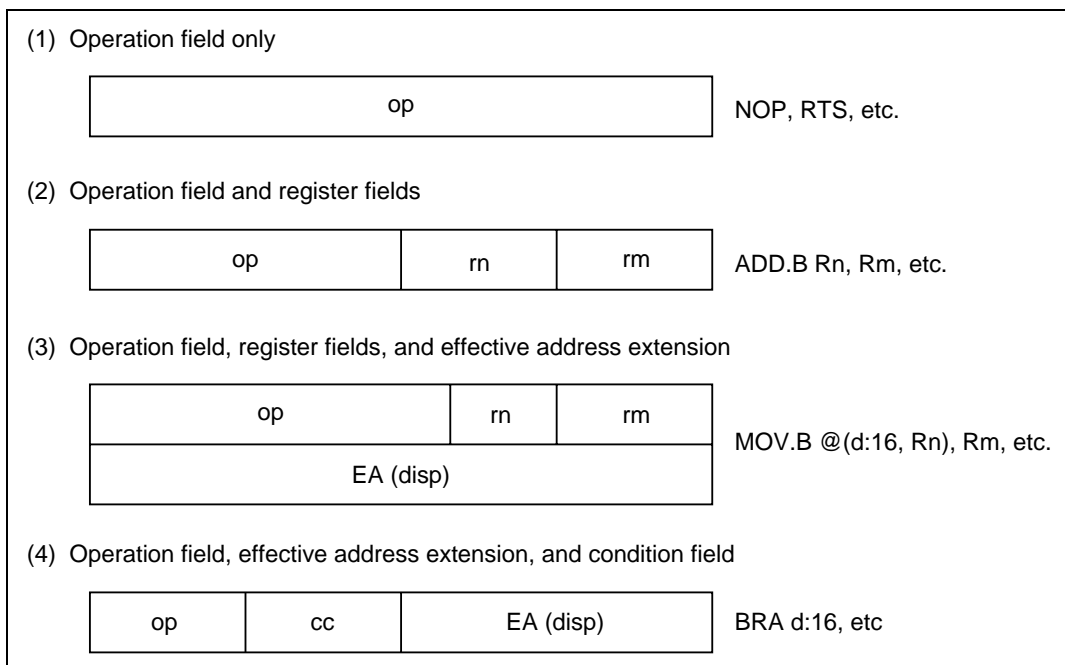 (1) Operation field only
op
NOP, RTS, etc.
(2) Operation field and register fields
op rn rm
ADD.B Rn, Rm, etc.
(3) Operation field, register fields, and effective address extension
op rn rm
EA (disp)
MOV.B @(d:16, Rn), Rm, etc.
(4) Operation field, effective address extension, and condition field
op cc EA (disp)
BRA d:16, etc